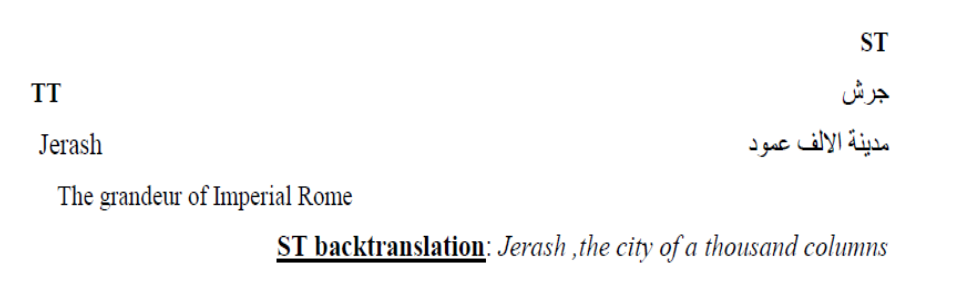 ST
TT
جرش
Jerash
مدينة الالف عمود
The grandeur of Imperial Rome
ST backtranslation: Jerash ,the city of a thousand columns